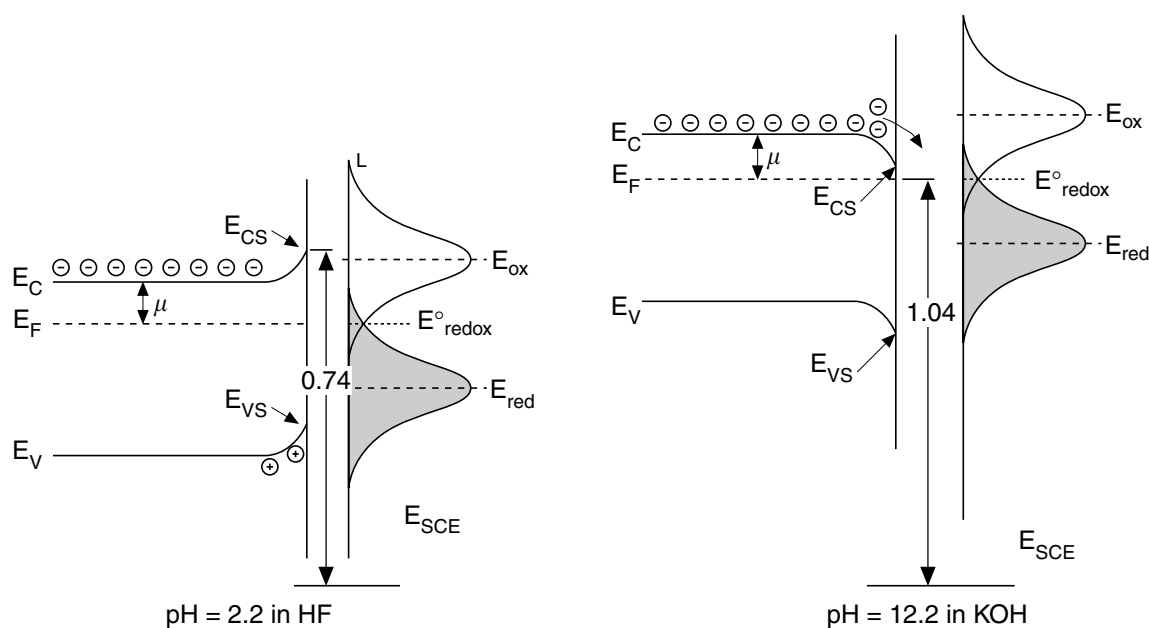 L
E_CS
E_C
μ
E_ox
E_F
E°_redox
0.74
E_VS
E_red
E_V
E_SCE
pH = 2.2 in HF
E_ox
E_C
μ
E_F
E_CS
E°_redox
E_red
E_V
1.04
E_VS
E_SCE
pH = 12.2 in KOH